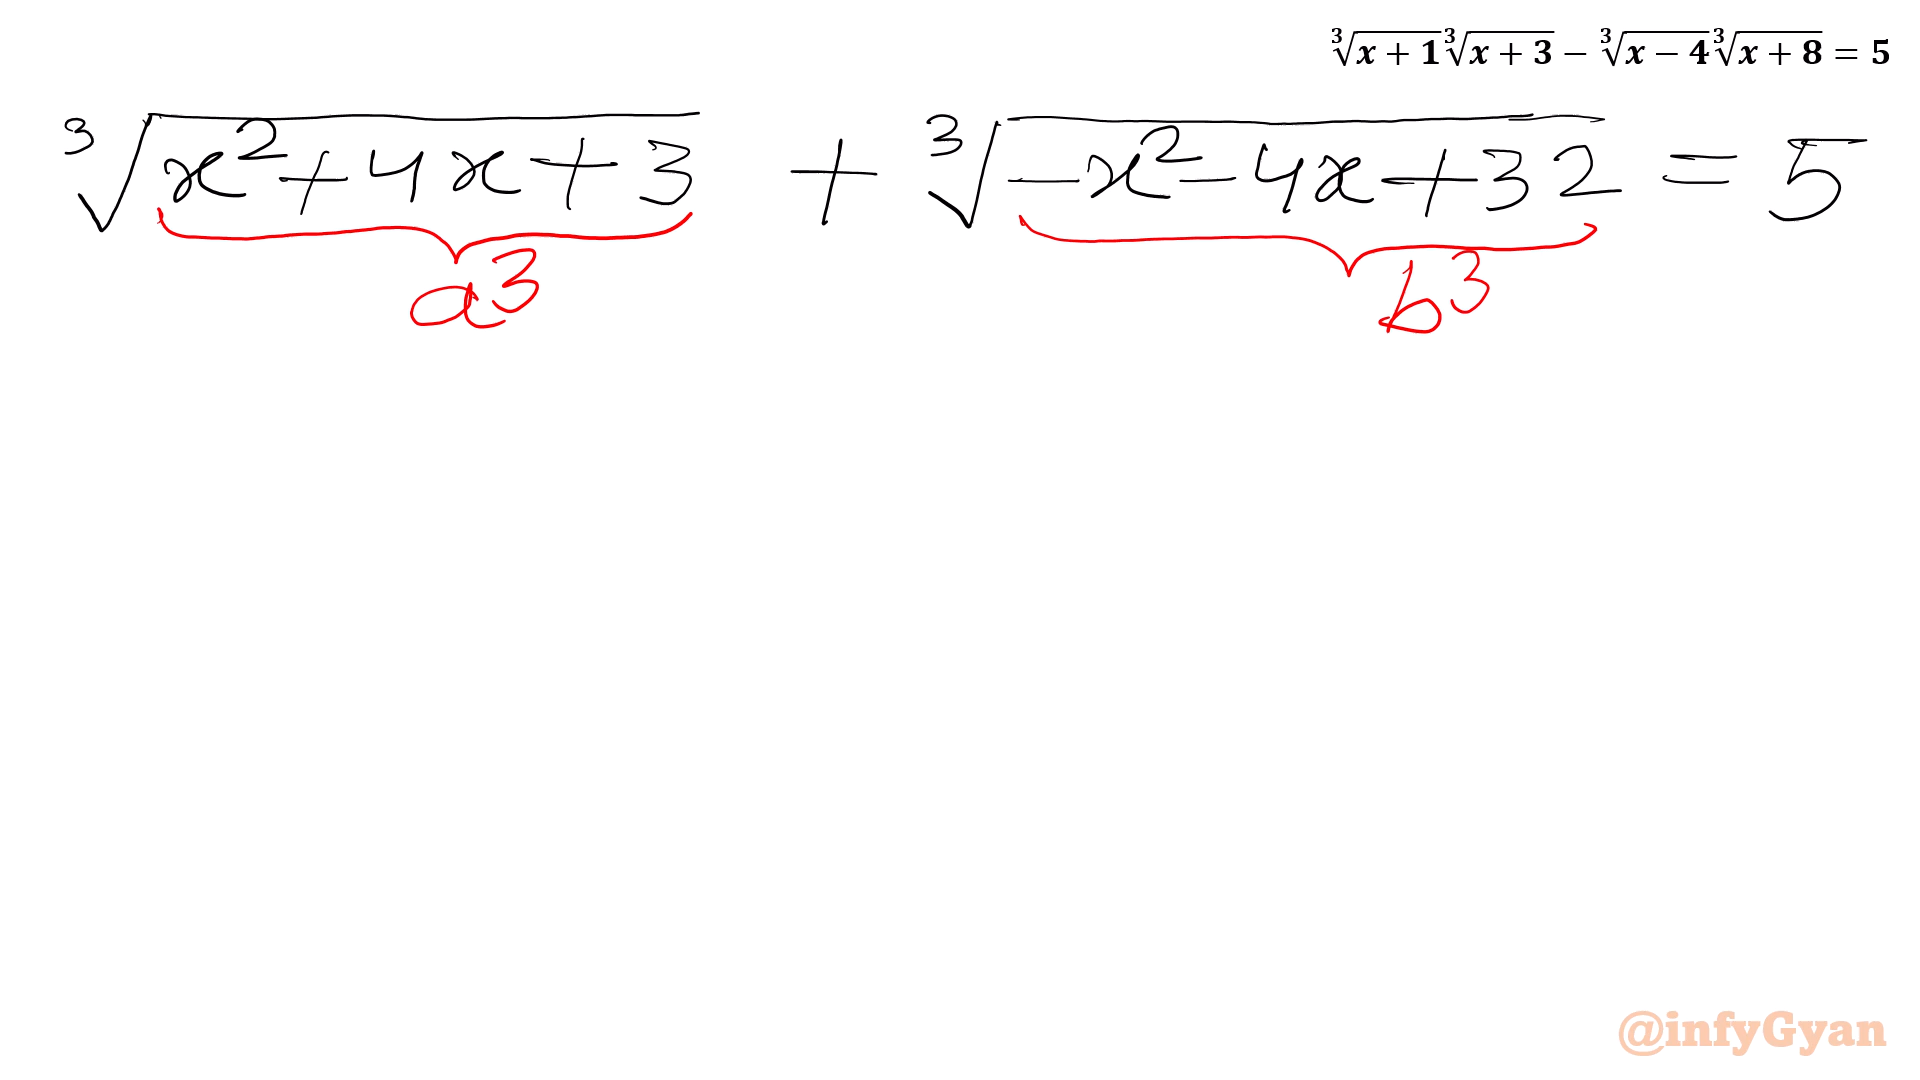 ∛(x+1)∛(x+3) − ∛(x−4)∛(x+8) = 5
∛(x²+4x+3) + ∛(−x²−4x+32) = 5
a³ b³
@infyGyan